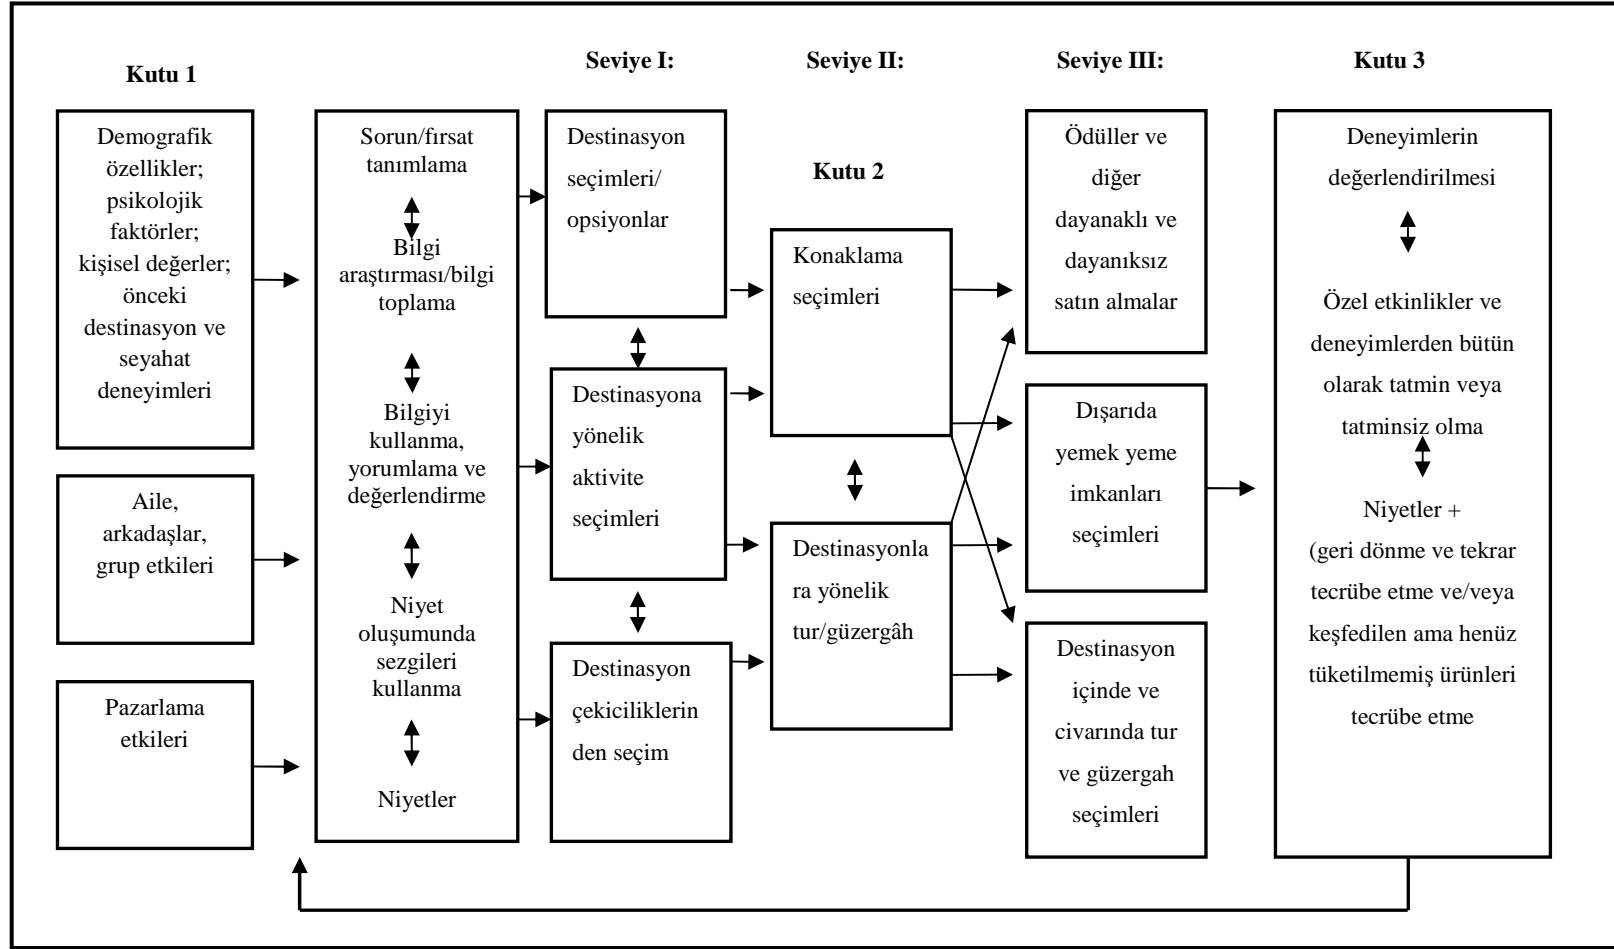 Kutu 1
Demografik
özellikler;
psikolojik
faktörler;
kişisel değerler;
önceki
destinasyon ve
seyahat
deneyimleri
Aile,
arkadaşlar,
grup etkileri
Pazarlama
etkileri
Sorun/fırsat
tanımlama
Bilgi
araştırması/bilgi
toplama
Bilgiyi
kullanma,
yorumlama ve
değerlendirme
Niyet
oluşumunda
sezgileri
kullanma
Niyetler
Seviye I:
Destinasyon
seçimleri/
opsiyonlar
Destinasyona
yönelik
aktivite
seçimleri
Destinasyon
çekiciliklerin
den seçim
Seviye II:
Kutu 2
Konaklama
seçimleri
Destinasyonla
ra yönelik
tur/güzergâh
Seviye III:
Ödüller ve
diğer
dayanaklı ve
dayanıksız
satın almalar
Dışarıda
yemek yeme
imkanları
seçimleri
Destinasyon
içinde ve
civarında tur
ve güzergah
seçimleri
Kutu 3
Deneyimlerin
değerlendirilmesi
Özel etkinlikler ve
deneyimlerden bütün
olarak tatmin veya
tatminsiz olma
Niyetler +
(geri dönme ve tekrar
tecrübe etme ve/veya
keşfedilen ama henüz
tüketilmemiş ürünleri
tecrübe etme